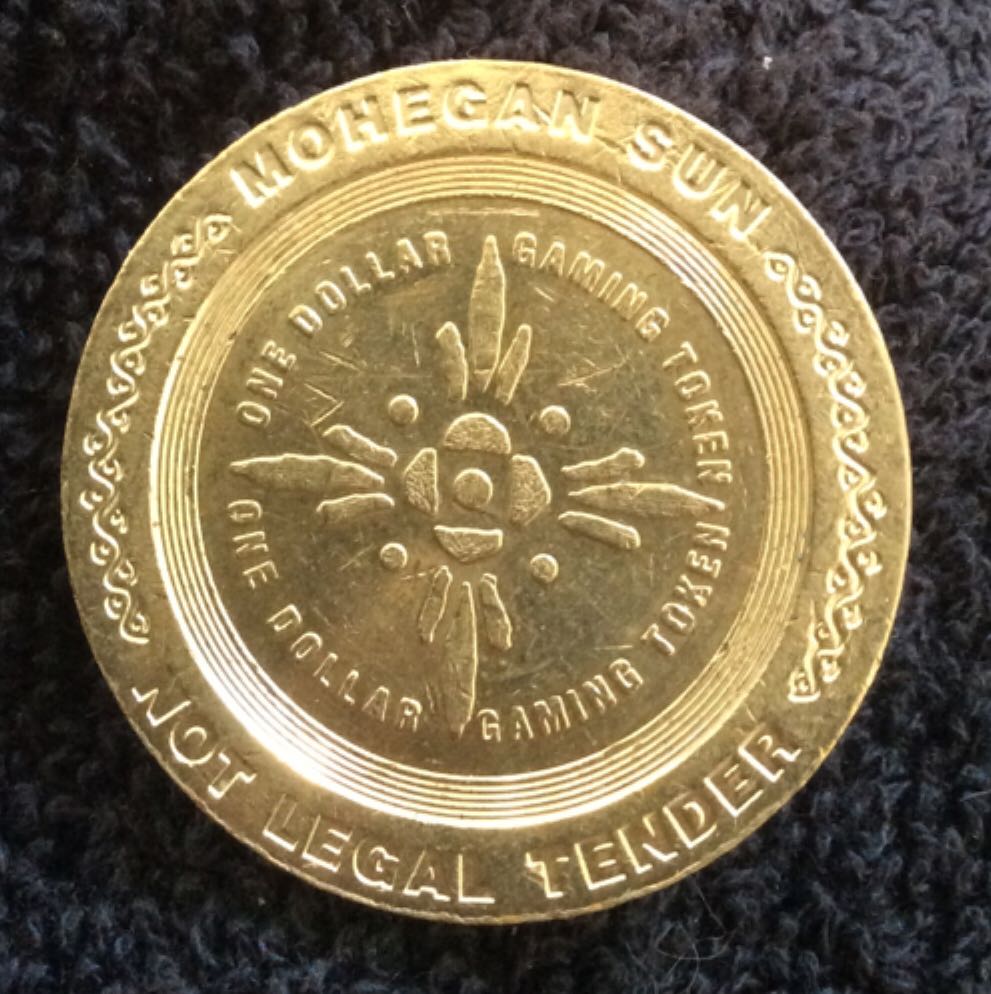 MOHEGAN SUN
ONE DOLLAR GAMING TOKEN
ONE DOLLAR GAMING TOKEN
NOT LEGAL TENDER